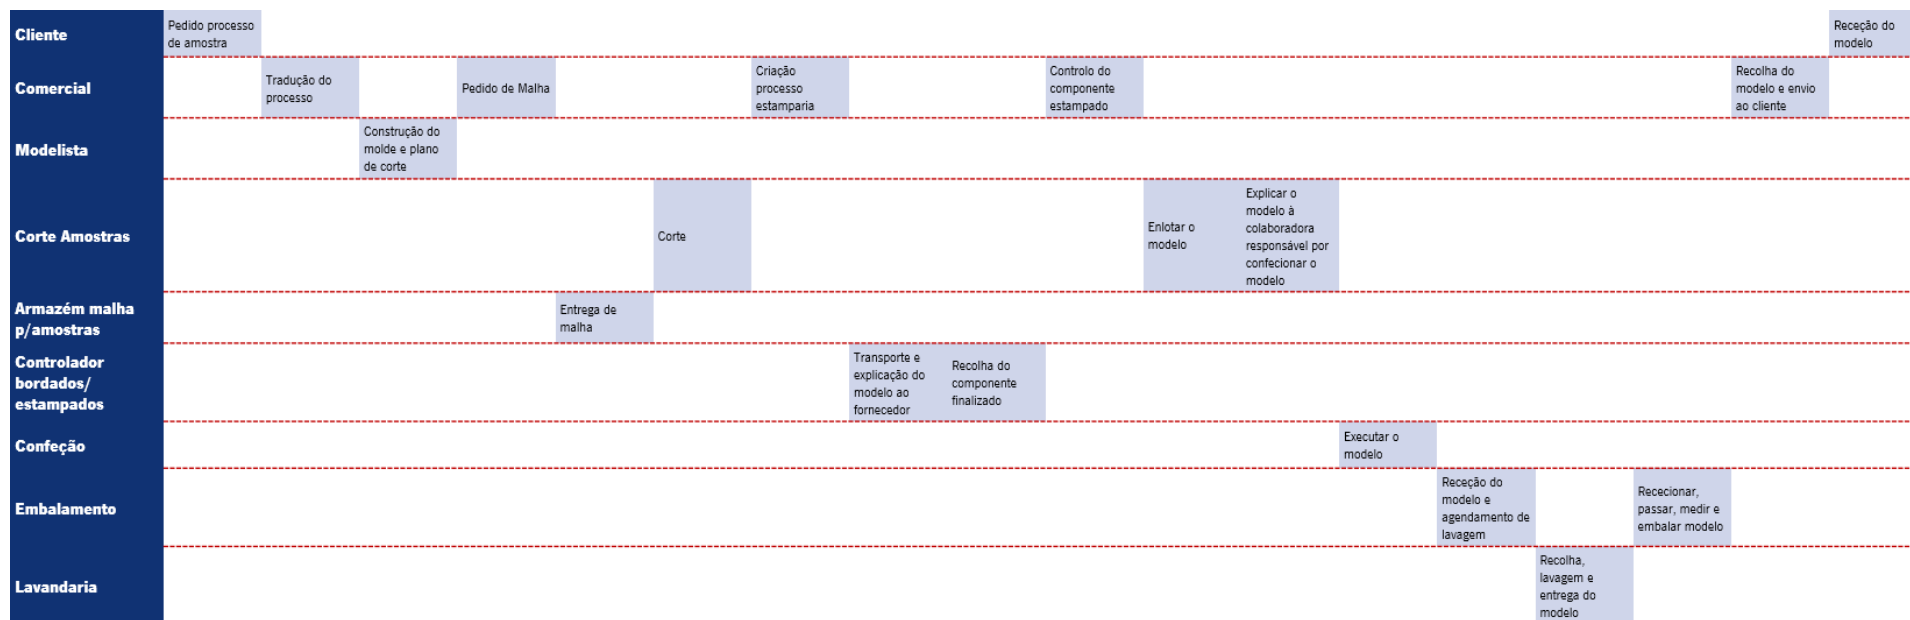 Cliente
Pedido processo
de amostra
Receção do
modelo
Comercial
Tradução do
processo
Pedido de Malha
Criação
processo
estamparia
Controlo do
componente
estampado
Recolha do
modelo e envio
ao cliente
Modelista
Construção do
molde e plano
de corte
Corte Amostras
Corte
Enlotar o
modelo
Explicar o
modelo à
colaboradora
responsável por
confecionar o
modelo
Armazém malha
p/amostras
Entrega de
malha
Controlador
bordados/
estampados
Transporte e
explicação do
modelo ao
fornecedor
Recolha do
componente
finalizado
Confeção
Executar o
modelo
Embalamento
Receção do
modelo e
agendamento de
lavagem
Rececionar,
passar, medir e
embalar modelo
Lavandaria
Recolha,
lavagem e
entrega do
modelo